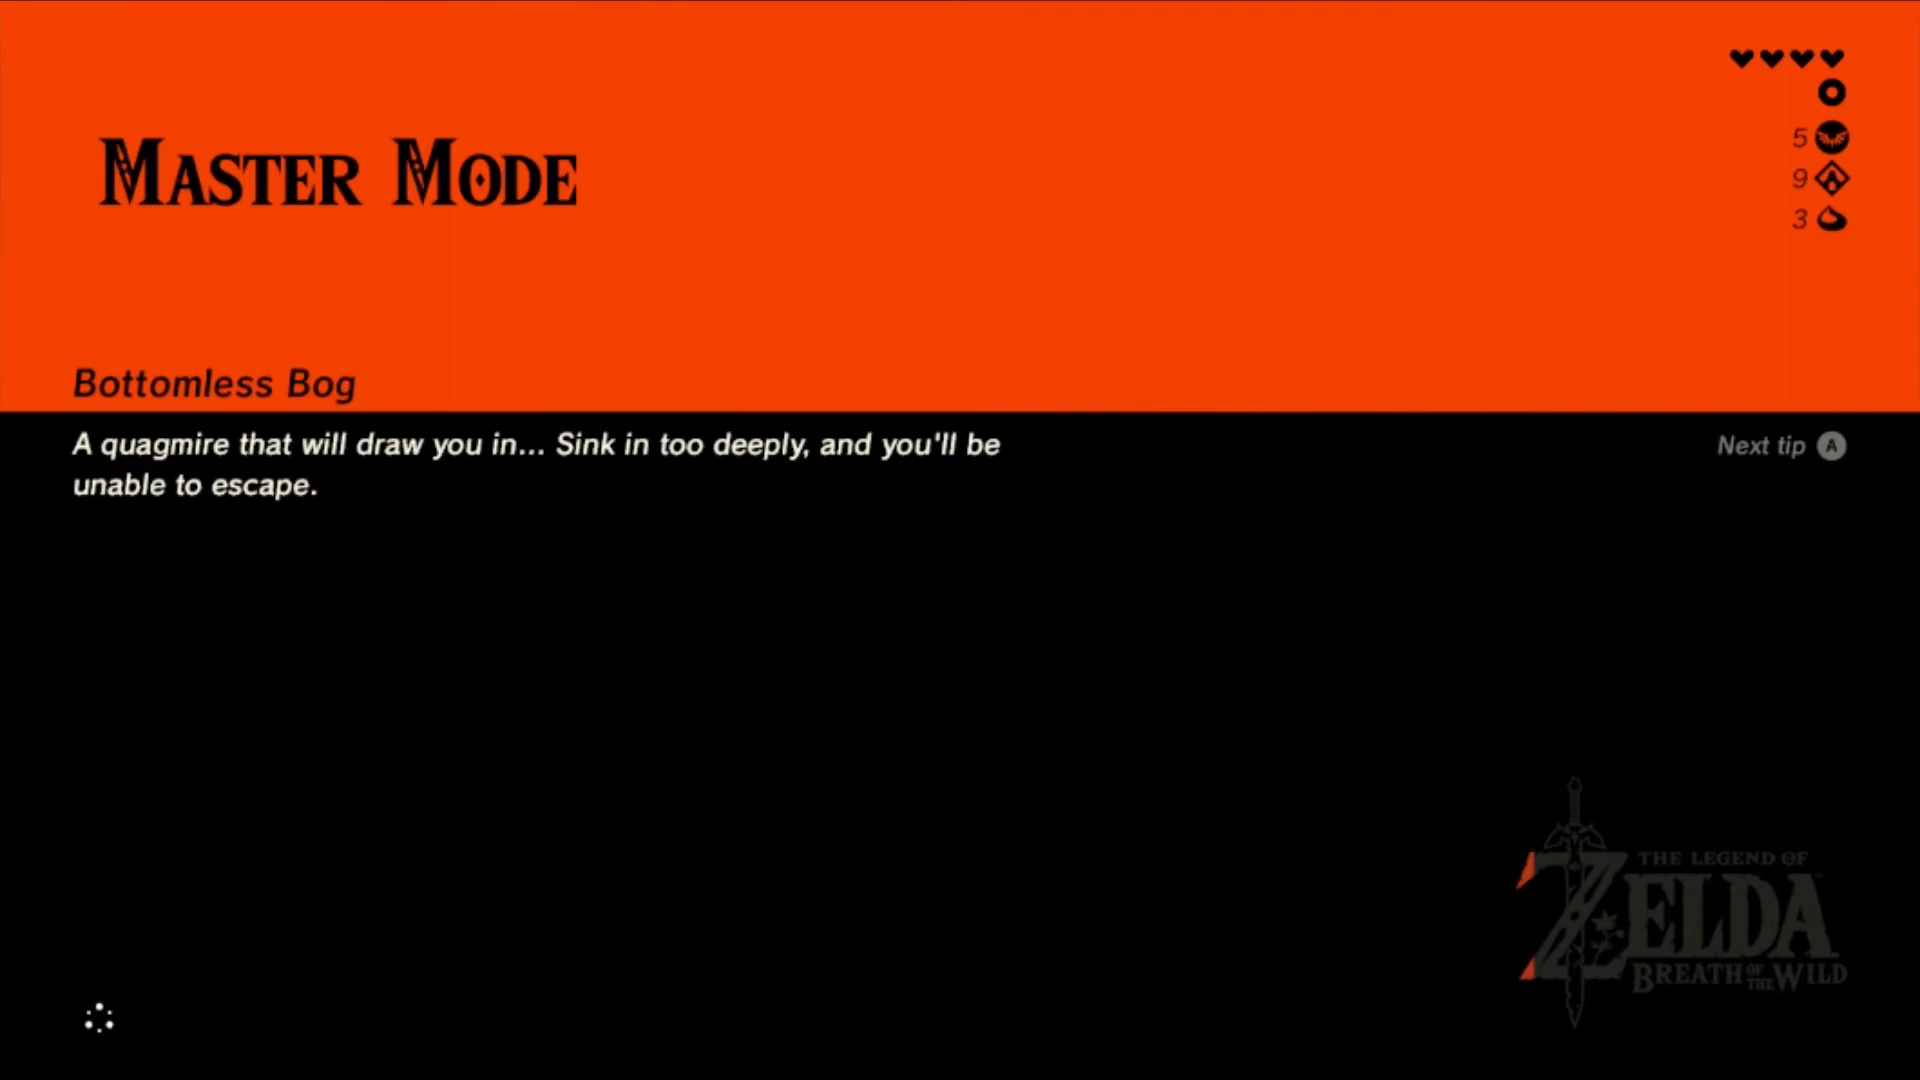 MASTER MODE
5
9
3
Bottomless Bog
A quagmire that will draw you in... Sink in too deeply, and you'll be
unable to escape.
Next tip A
THE LEGEND OF
ZELDA
BREATH OF THE WILD